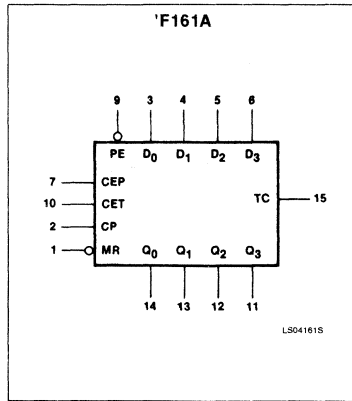 'F161A
9 3 4 5 6
PE D0 D1 D2 D3
7 CEP
TC 15
10 CET
2 CP
1 MR Q0 Q1 Q2 Q3
14 13 12 11
LS04161S